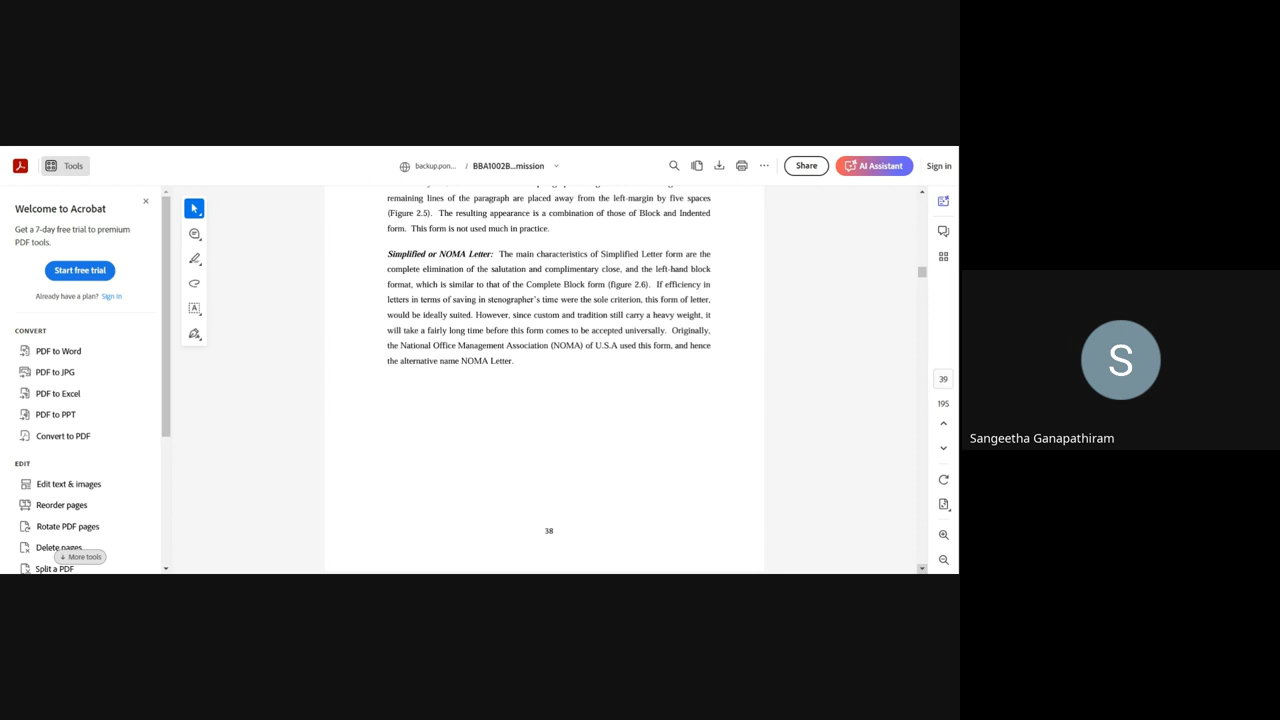 Tools
backup.pon... / BBA1002B...mission
Share
AI Assistant
Sign in
Welcome to Acrobat
Get a 7-day free trial to premium
PDF tools.
Start free trial
Already have a plan? Sign in
CONVERT
PDF to Word
PDF to JPG
PDF to Excel
PDF to PPT
Convert to PDF
EDIT
Edit text & images
Reorder pages
Rotate PDF pages
Delete pages
More tools
Split a PDF
remaining lines of the paragraph are placed away from the left-margin by five spaces
(Figure 2.5). The resulting appearance is a combination of those of Block and Indented
form. This form is not used much in practice.
Simplified or NOMA Letter: The main characteristics of Simplified Letter form are the
complete elimination of the salutation and complimentary close, and the left-hand block
format, which is similar to that of the Complete Block form (figure 2.6). If efficiency in
letters in terms of saving in stenographer's time were the sole criterion, this form of letter,
would be ideally suited. However, since custom and tradition still carry a heavy weight, it
will take a fairly long time before this form comes to be accepted universally. Originally,
the National Office Management Association (NOMA) of U.S.A used this form, and hence
the alternative name NOMA Letter.
38
39
195
S
Sangeetha Ganapathiram